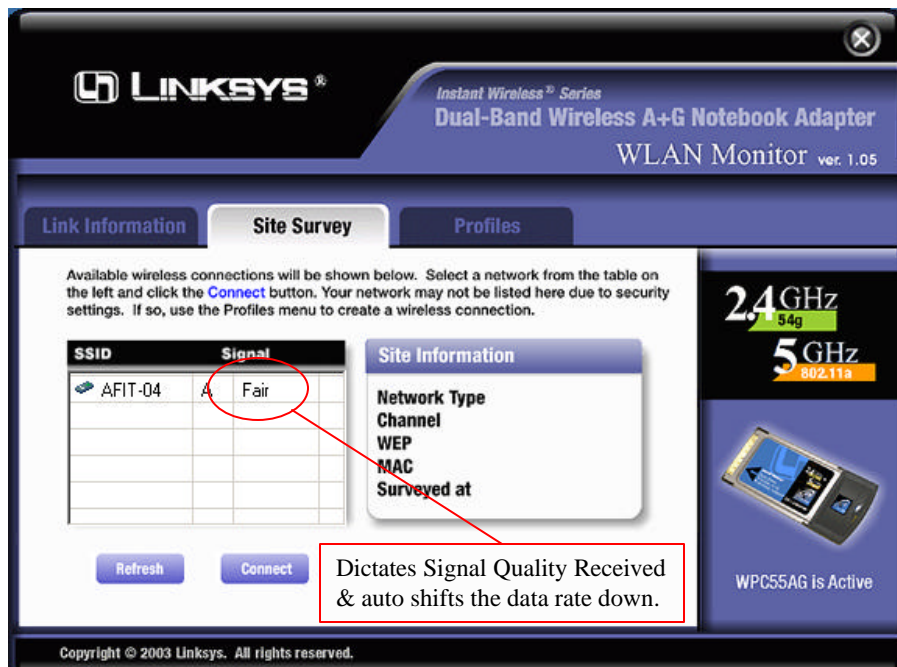 LINKSYS®
Instant Wireless® Series
Dual-Band Wireless A+G Notebook Adapter
WLAN Monitor ver. 1.05
Link Information
Site Survey
Profiles
Available wireless connections will be shown below. Select a network from the table on
the left and click the Connect button. Your network may not be listed here due to security
settings. If so, use the Profiles menu to create a wireless connection.
SSID Signal
AFIT-04 A Fair
Site Information
Network Type
Channel
WEP
MAC
Surveyed at
Refresh
Connect
Dictates Signal Quality Received
& auto shifts the data rate down.
2.4 GHz
54g
5 GHz
802.11a
WPC55AG is Active
Copyright © 2003 Linksys. All rights reserved.